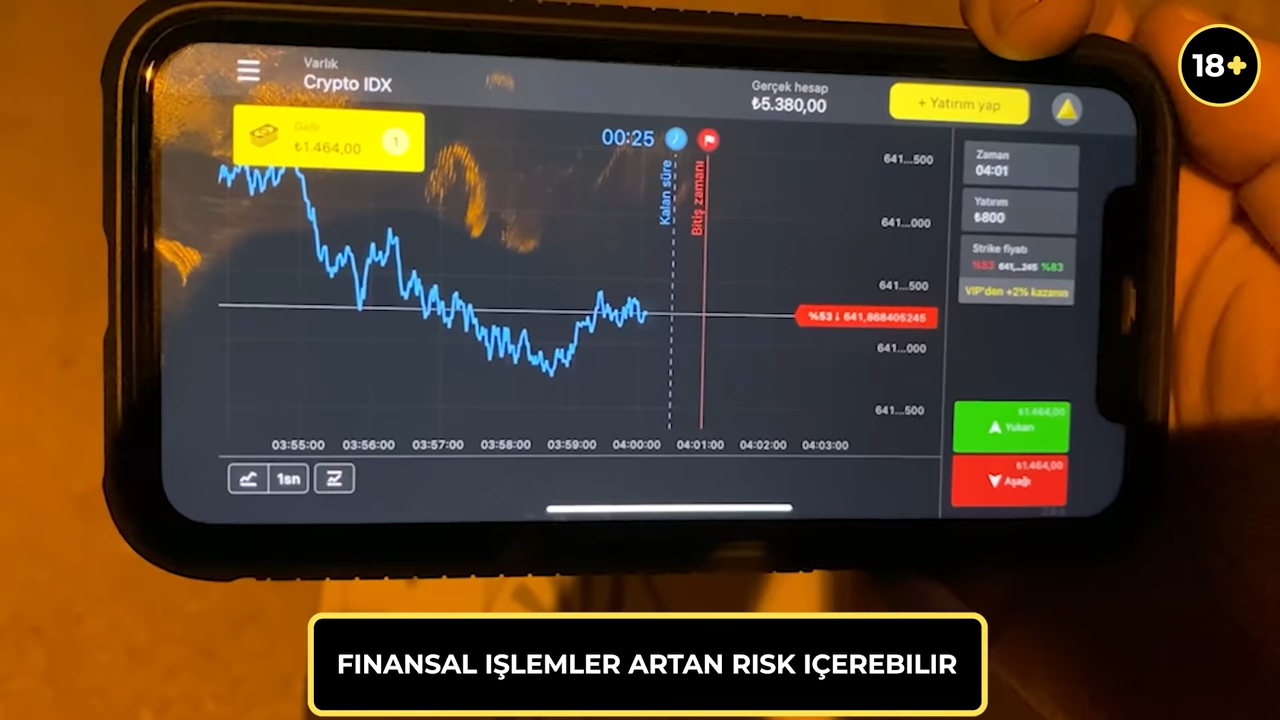 18+
Varlık
Crypto IDX
Gerçek hesap
₺5.380,00
+ Yatırım yap
Gelir
₺1.464,00
1
00:25
Kalan süre
Bitiş zamanı
641...500
641...000
641...500
%53 ↓ 641,868405245
641...000
641...500
Zaman
04:01
Yatırım
₺800
Strike fiyatı
%53 641,...245 %83
VIP'den +2% kazanın
₺1.464,00
Yukarı
₺1.464,00
Aşağı
03:55:00 03:56:00 03:57:00 03:58:00 03:59:00 04:00:00 04:01:00 04:02:00 04:03:00
1sn
FINANSAL IŞLEMLER ARTAN RISK IÇEREBILIR